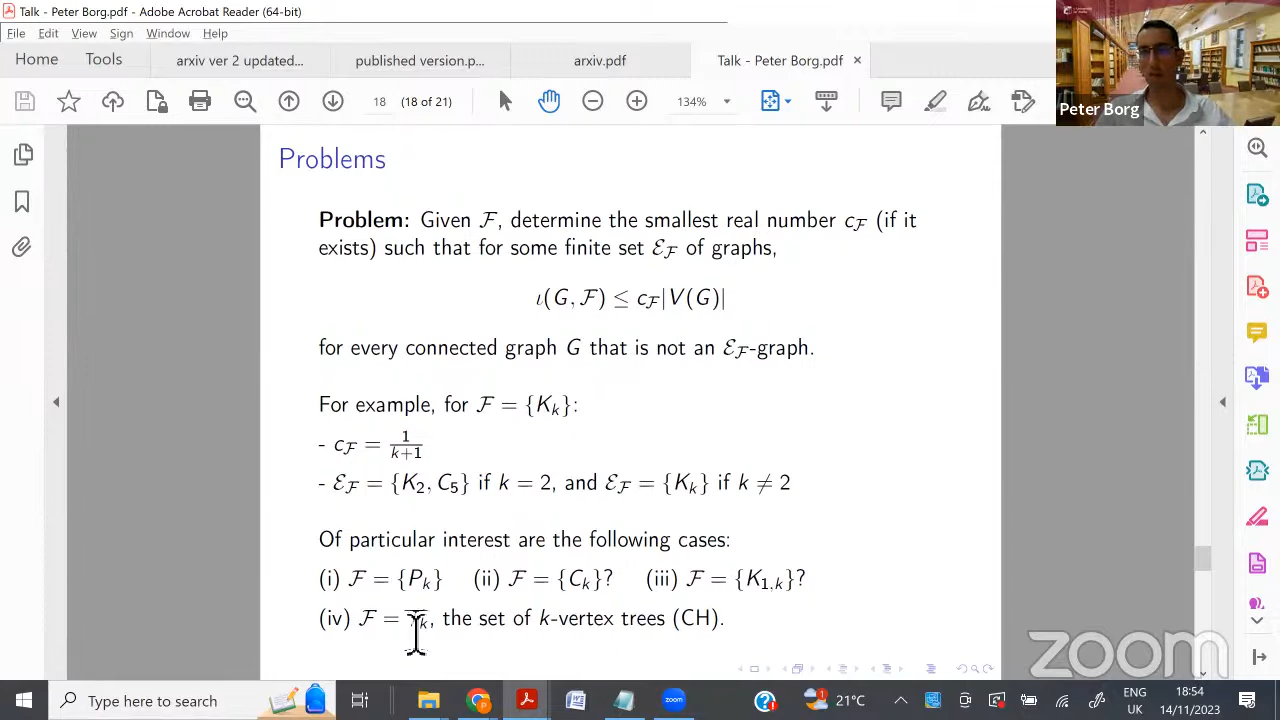 Talk - Peter Borg.pdf - Adobe Acrobat Reader (64-bit)
File Edit View Sign Window Help
Home Tools arxiv ver 2 updated... published version.p... arxiv.pdf Talk - Peter Borg.pdf ×
18 (18 of 21) 134%
Peter Borg
Problems
Problem: Given ℱ, determine the smallest real number c_ℱ (if it
exists) such that for some finite set ℰ_ℱ of graphs,
ι(G, ℱ) ≤ c_ℱ|V(G)|
for every connected graph G that is not an ℰ_ℱ-graph.
For example, for ℱ = {K_k}:
- c_ℱ = 1/(k+1)
- ℰ_ℱ = {K_2, C_5} if k = 2, and ℰ_ℱ = {K_k} if k ≠ 2
Of particular interest are the following cases:
(i) ℱ = {P_k} (ii) ℱ = {C_k}? (iii) ℱ = {K_{1,k}}?
(iv) ℱ = 𝒯_k, the set of k-vertex trees (CH).
zoom
Type here to search
zoom
21°C
ENG
UK
18:54
14/11/2023